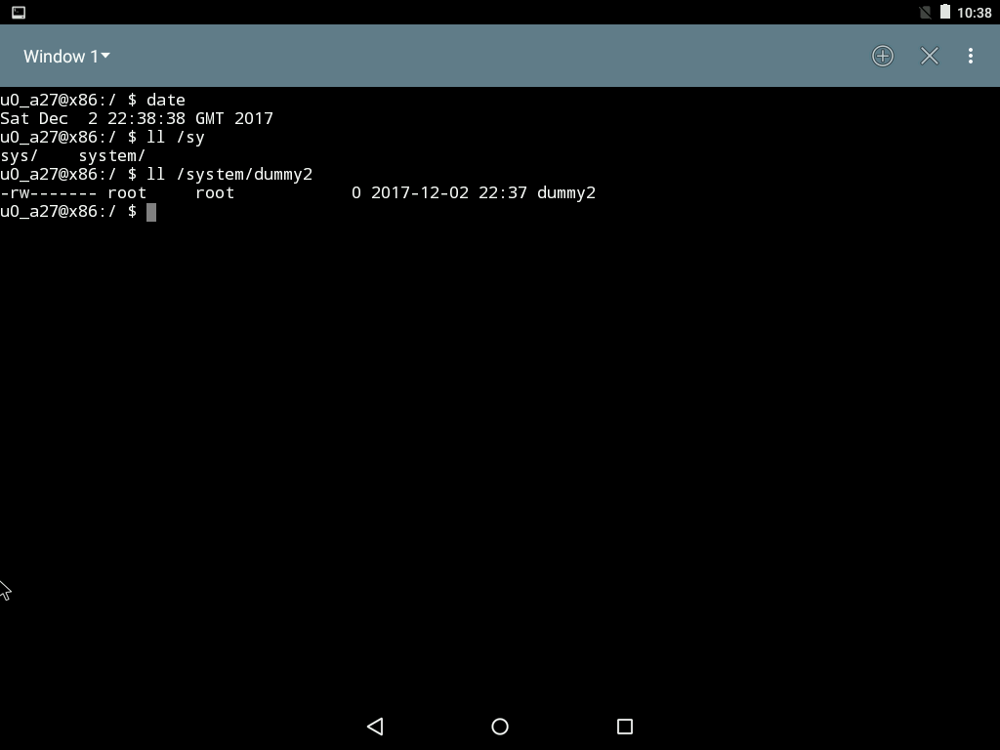 10:38
Window 1
u0_a27@x86:/ $ date
Sat Dec  2 22:38:38 GMT 2017
u0_a27@x86:/ $ ll /sy
sys/    system/
u0_a27@x86:/ $ ll /system/dummy2
-rw------- root     root            0 2017-12-02 22:37 dummy2
u0_a27@x86:/ $